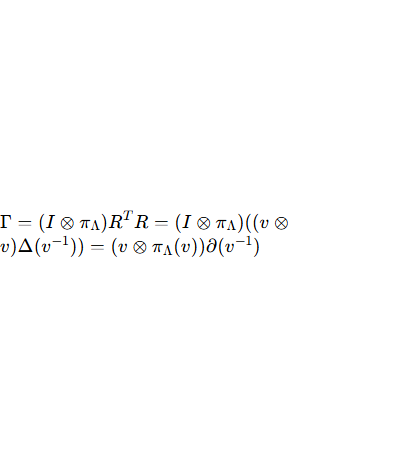 Γ = (I ⊗ π_Λ)R^T R = (I ⊗ π_Λ)((v ⊗
v)Δ(v^{-1})) = (v ⊗ π_Λ(v))∂(v^{-1})